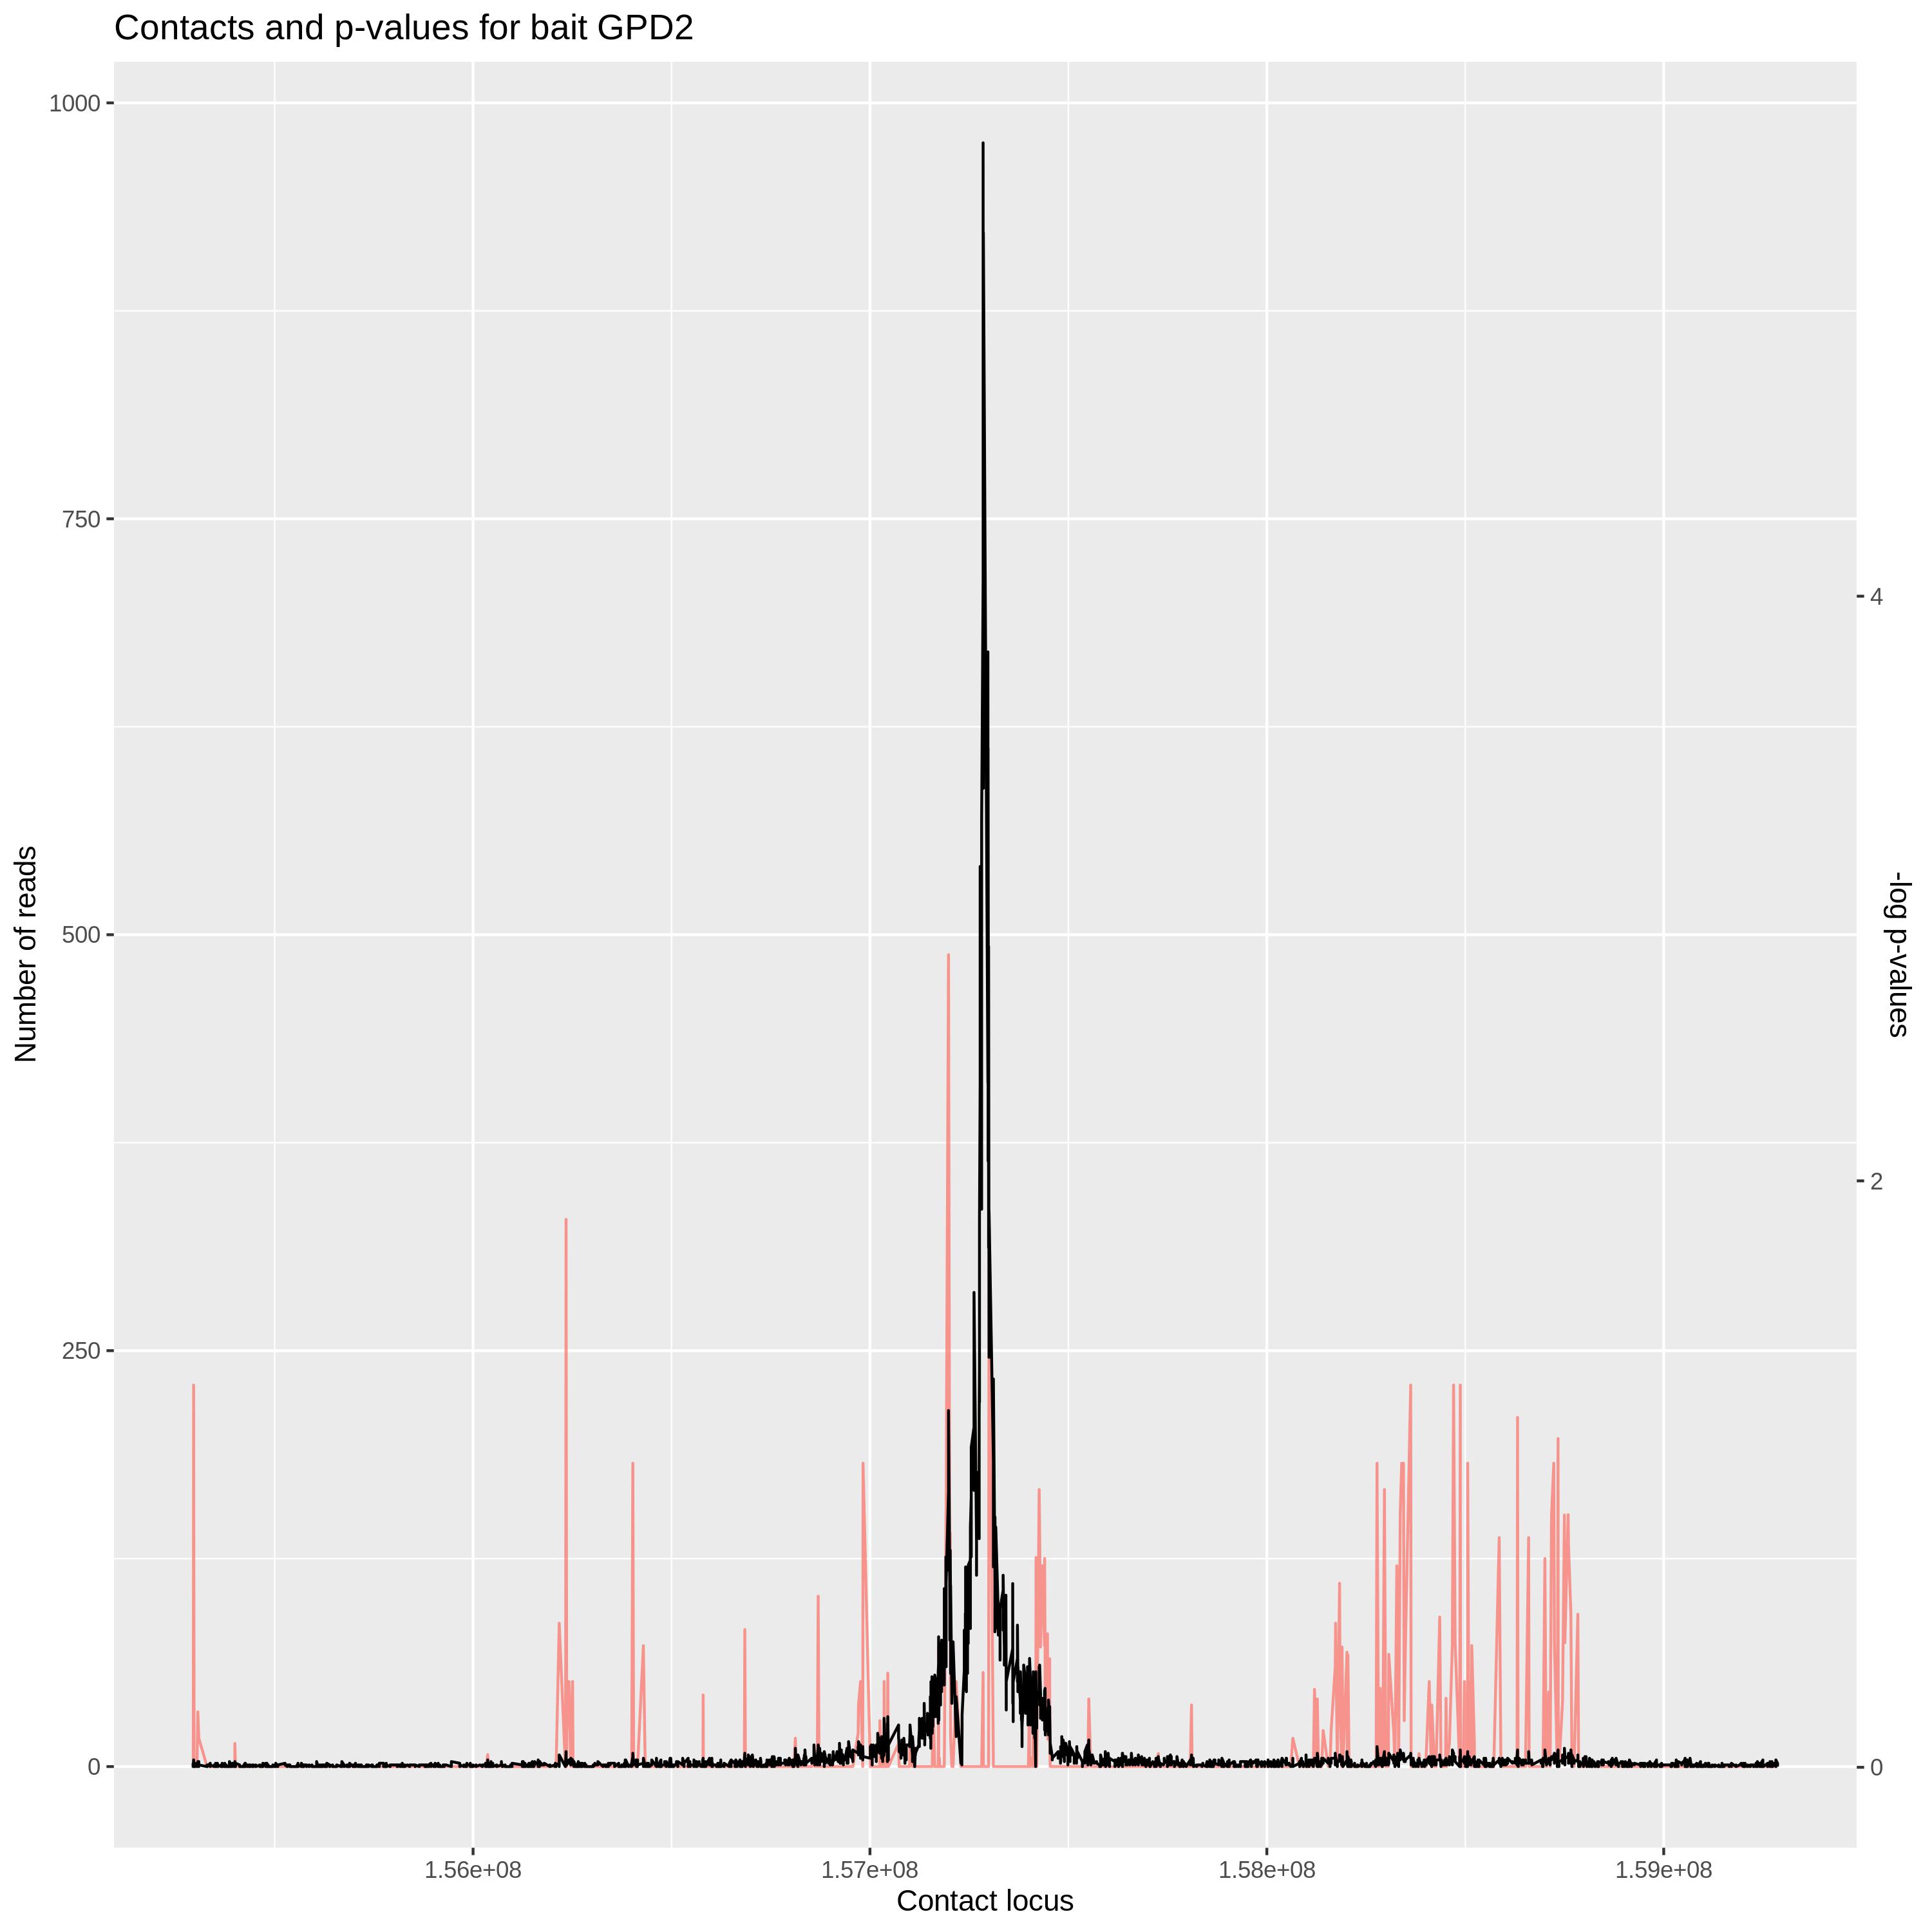 Contacts and p-values for bait GPD2
1000
750
500
250
0
Number of reads
4
2
0
-log p-values
1.56e+08
1.57e+08
1.58e+08
1.59e+08
Contact locus